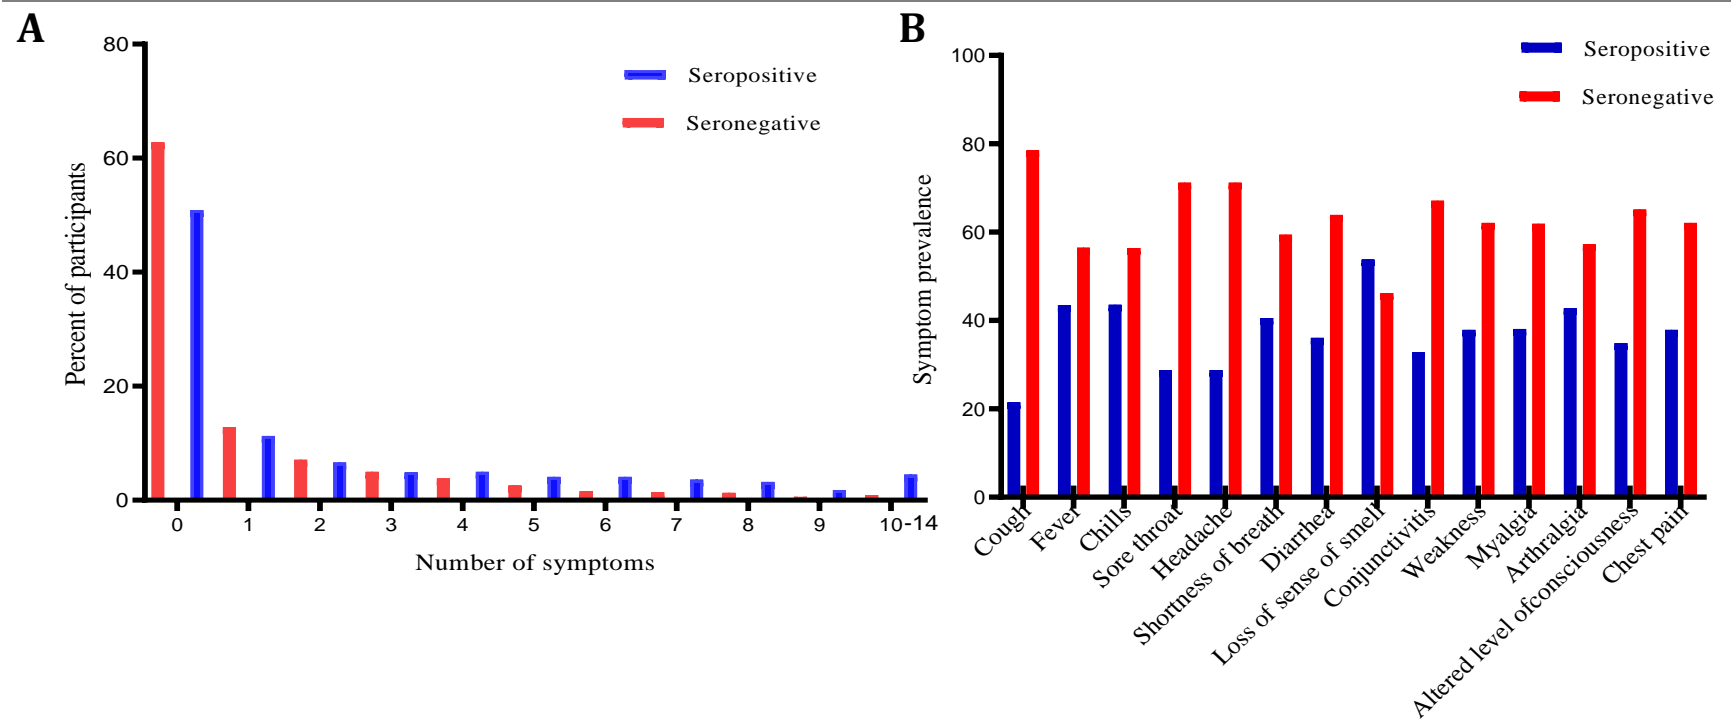 A
80
60
40
20
0
Percent of participants
Seropositive
Seronegative
0 1 2 3 4 5 6 7 8 9 10-14
Number of symptoms
B
100
80
60
40
20
0
Symptom prevalence
Seropositive
Seronegative
Cough
Fever
Chills
Sore throat
Headache
Shortness of breath
Diarrhea
Loss of sense of smell
Conjunctivitis
Weakness
Myalgia
Arthralgia
Altered level ofconsciousness
Chest pain